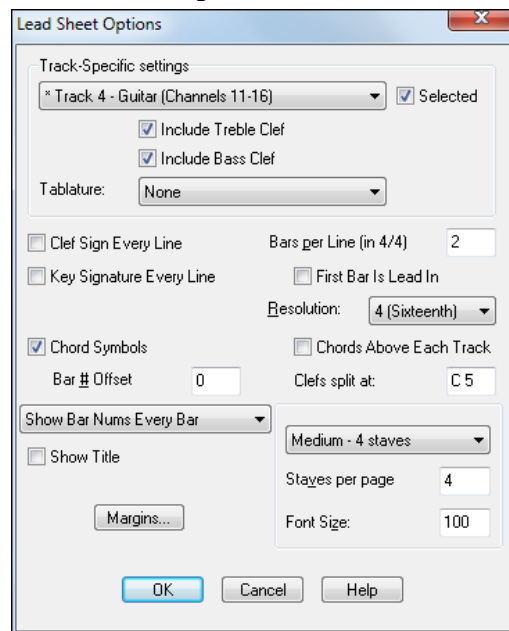 Lead Sheet Options
Track-Specific settings
* Track 4 - Guitar (Channels 11-16)
Selected
Include Treble Clef
Include Bass Clef
Tablature: None
Clef Sign Every Line
Bars per Line (in 4/4) 2
Key Signature Every Line
First Bar Is Lead In
Resolution: 4 (Sixteenth)
Chord Symbols
Chords Above Each Track
Bar # Offset 0
Clefs split at: C 5
Show Bar Nums Every Bar
Medium - 4 staves
Show Title
Staves per page 4
Margins...
Font Size: 100
OK Cancel Help